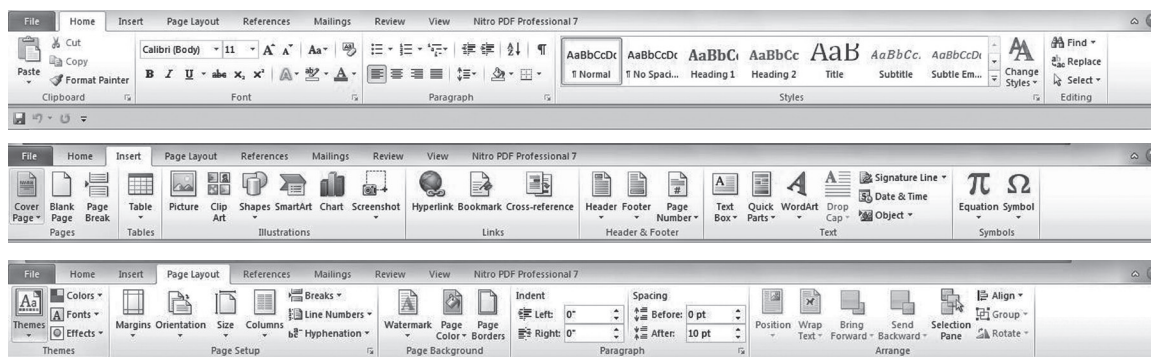 File Home Insert Page Layout References Mailings Review View Nitro PDF Professional 7
Paste
Cut
Copy
Format Painter
Clipboard
Calibri (Body) 11 A A Aa
B I U abc x₂ x² A ab A
Font
Paragraph
AaBbCcDc AaBbCcDc AaBbC AaBbCc AaB AaBbCc. AaBbCcDc
¶ Normal ¶ No Spaci... Heading 1 Heading 2 Title Subtitle Subtle Em...
Change
Styles
Styles
Find
Replace
Select
Editing
File Home Insert Page Layout References Mailings Review View Nitro PDF Professional 7
Cover
Page
Blank
Page
Page
Break
Pages
Table
Tables
Picture
Clip
Art
Shapes SmartArt Chart Screenshot
Illustrations
Hyperlink Bookmark Cross-reference
Links
Header Footer
Page
Number
Header & Footer
Text
Box
Quick
Parts
WordArt
Drop
Cap
Signature Line
Date & Time
Object
Text
π Ω
Equation Symbol
Symbols
File Home Insert Page Layout References Mailings Review View Nitro PDF Professional 7
Aa
Themes
Colors
Fonts
Effects
Themes
Margins Orientation Size Columns
Breaks
Line Numbers
Hyphenation
Page Setup
Watermark
Page
Color
Page
Borders
Page Background
Indent
Left: 0"
Right: 0"
Spacing
Before: 0 pt
After: 10 pt
Paragraph
Position
Wrap
Text
Bring
Forward
Send
Backward
Selection
Pane
Align
Group
Rotate
Arrange